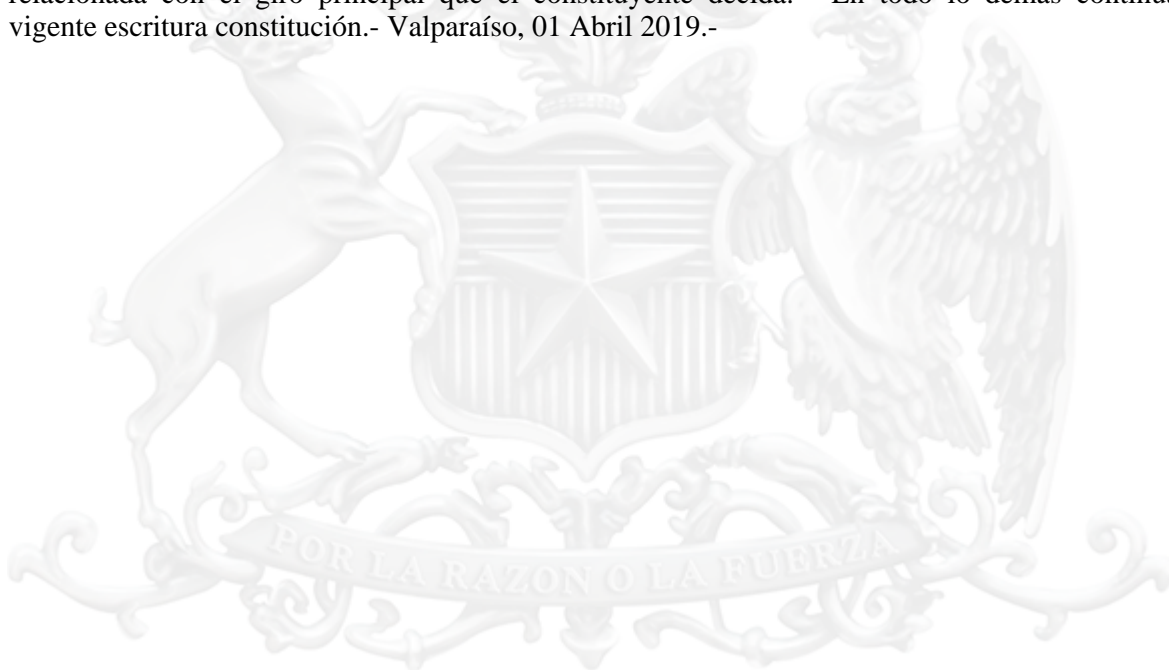 relacionada con el giro principal que el constituyente decida.- En todo lo demás continúa
vigente escritura constitución.- Valparaíso, 01 Abril 2019.-
POR LA RAZON O LA FUERZA